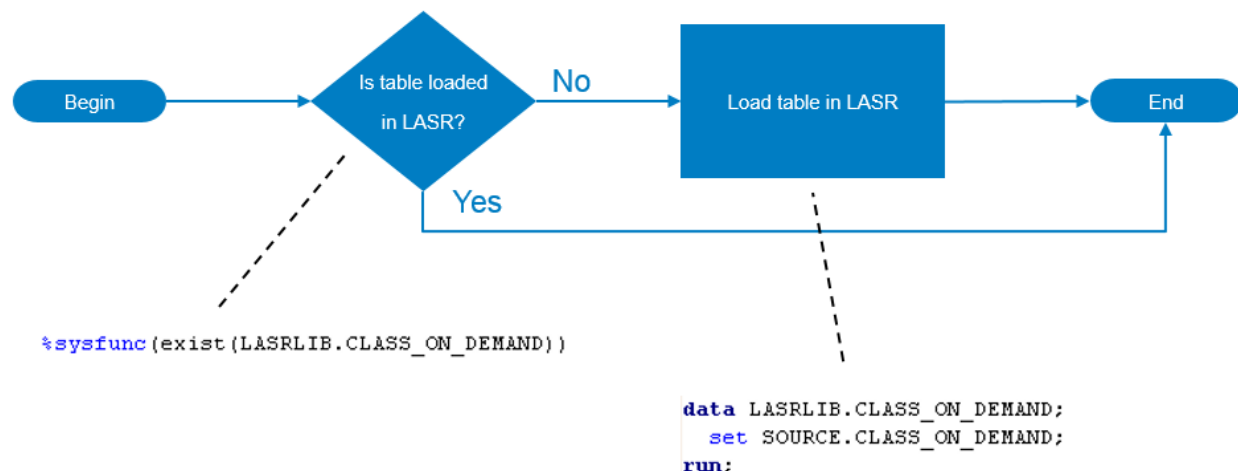 Begin
Is table loaded
in LASR?
No
Load table in LASR
End
Yes
%sysfunc(exist(LASRLIB.CLASS_ON_DEMAND))
data LASRLIB.CLASS_ON_DEMAND;
set SOURCE.CLASS_ON_DEMAND;
run;